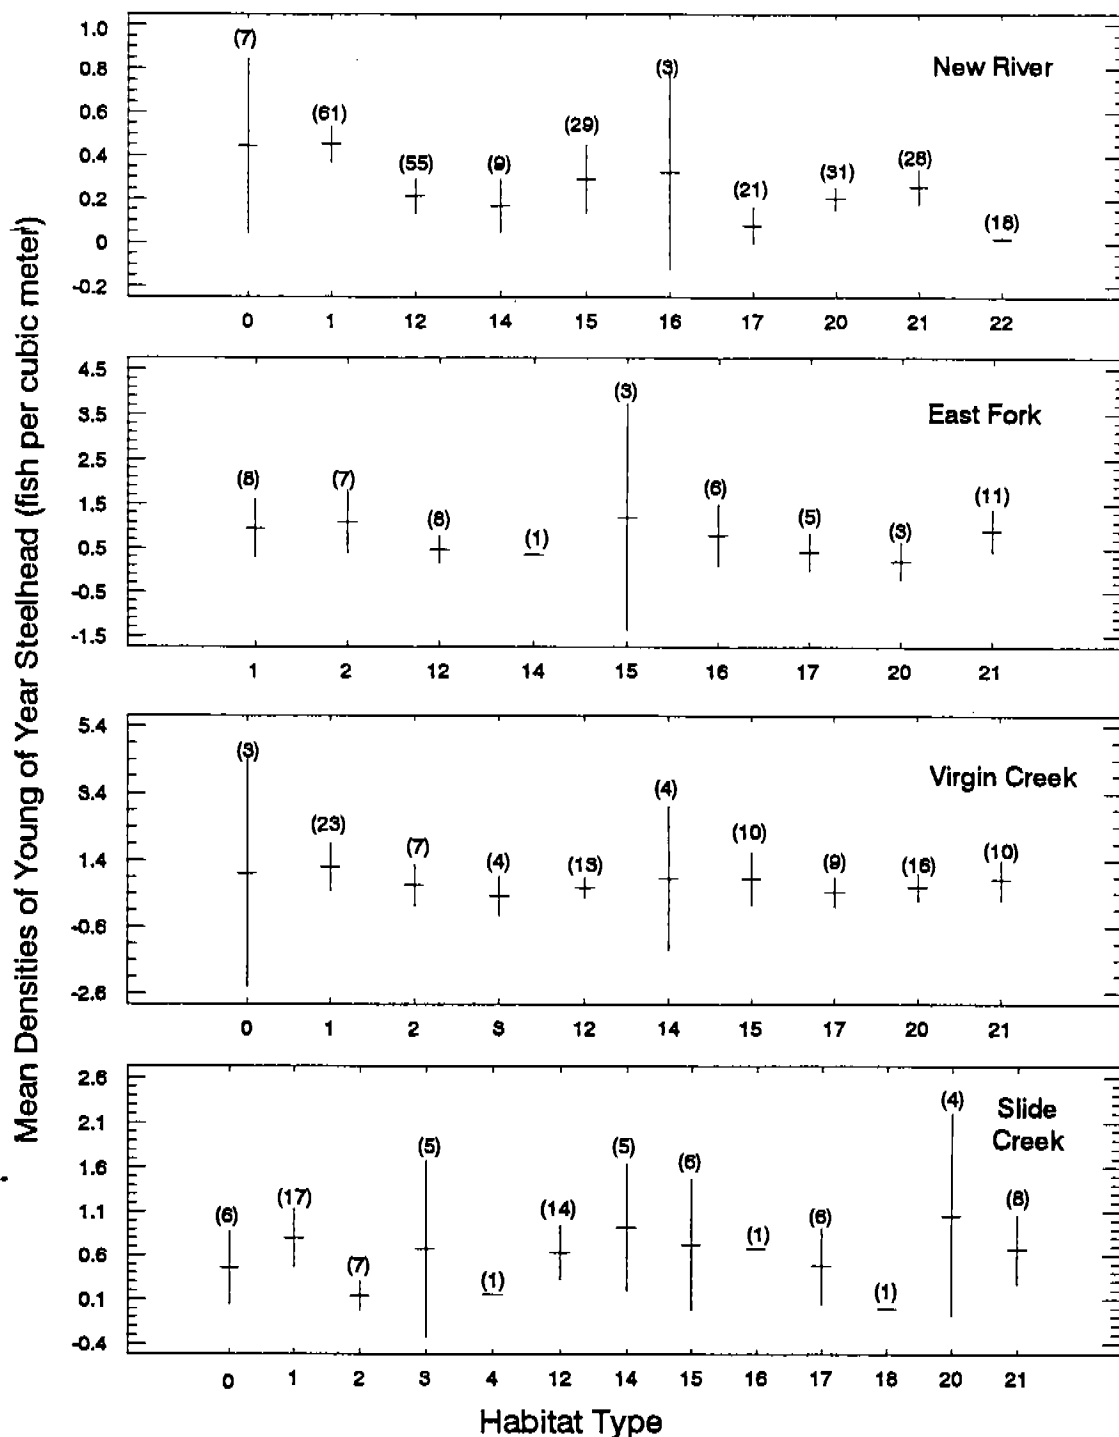 Mean Densities of Young of Year Steelhead (fish per cubic meter)
New River
1.0
0.8
0.6
0.4
0.2
0
-0.2
(7) (61) (55) (9) (29) (3) (21) (31) (28) (18)
0 1 12 14 15 16 17 20 21 22
East Fork
4.5
3.5
2.5
1.5
0.5
-0.5
-1.5
(8) (7) (8) (1) (3) (6) (5) (3) (11)
1 2 12 14 15 16 17 20 21
Virgin Creek
5.4
3.4
1.4
-0.6
-2.6
(3) (23) (7) (4) (13) (4) (10) (9) (16) (10)
0 1 2 3 12 14 15 17 20 21
Slide
Creek
2.6
2.1
1.6
1.1
0.6
0.1
-0.4
(6) (17) (7) (5) (1) (14) (5) (6) (1) (6) (1) (4) (8)
0 1 2 3 4 12 14 15 16 17 18 20 21
Habitat Type